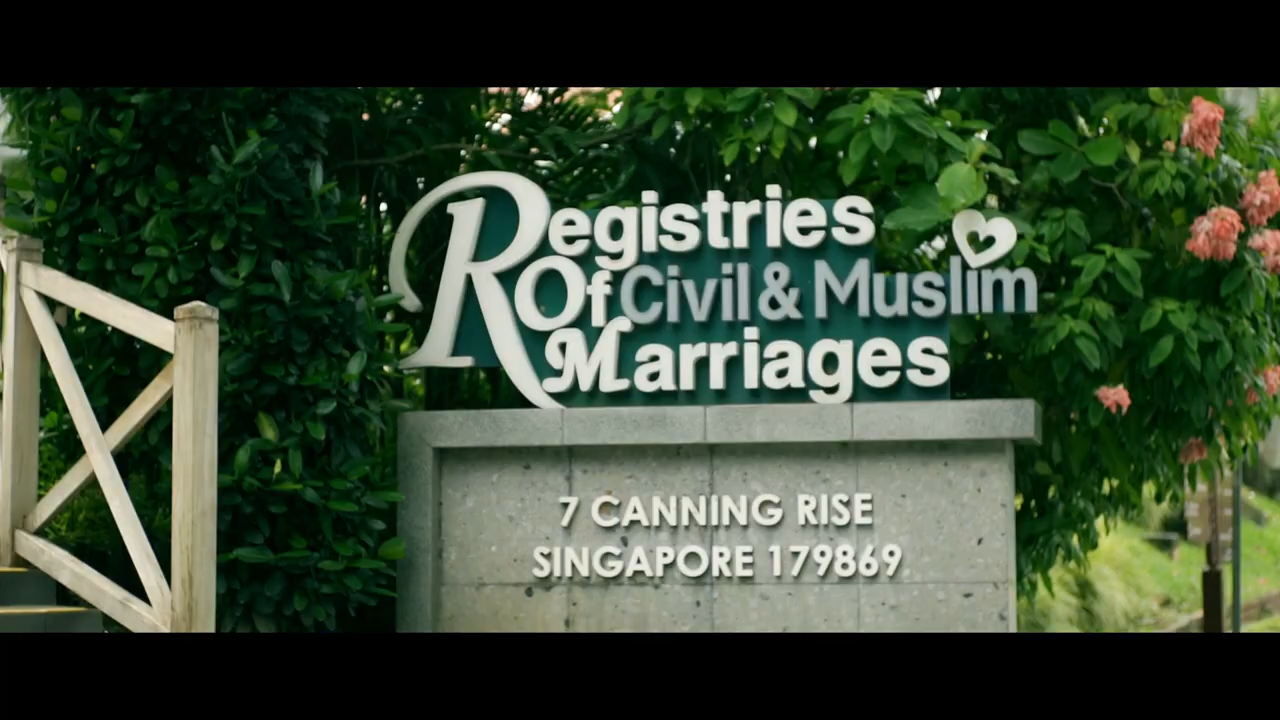 Registries
Of Civil & Muslim
Marriages
7 CANNING RISE
SINGAPORE 179869